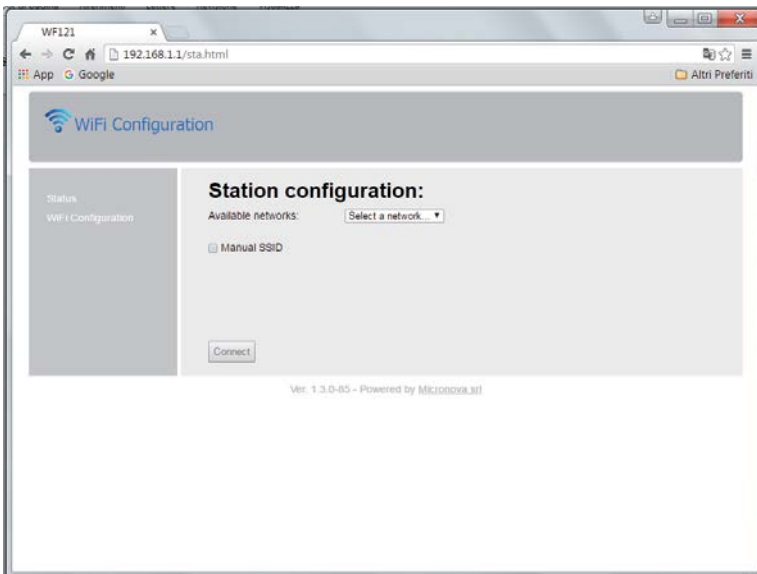 WF121
192.168.1.1/sta.html
App Google Altri Preferiti
WiFi Configuration
Status
WiFi Configuration
Station configuration:
Available networks: Select a network...
Manual SSID
Connect
Ver. 1.3.0-85 - Powered by Micronova srl